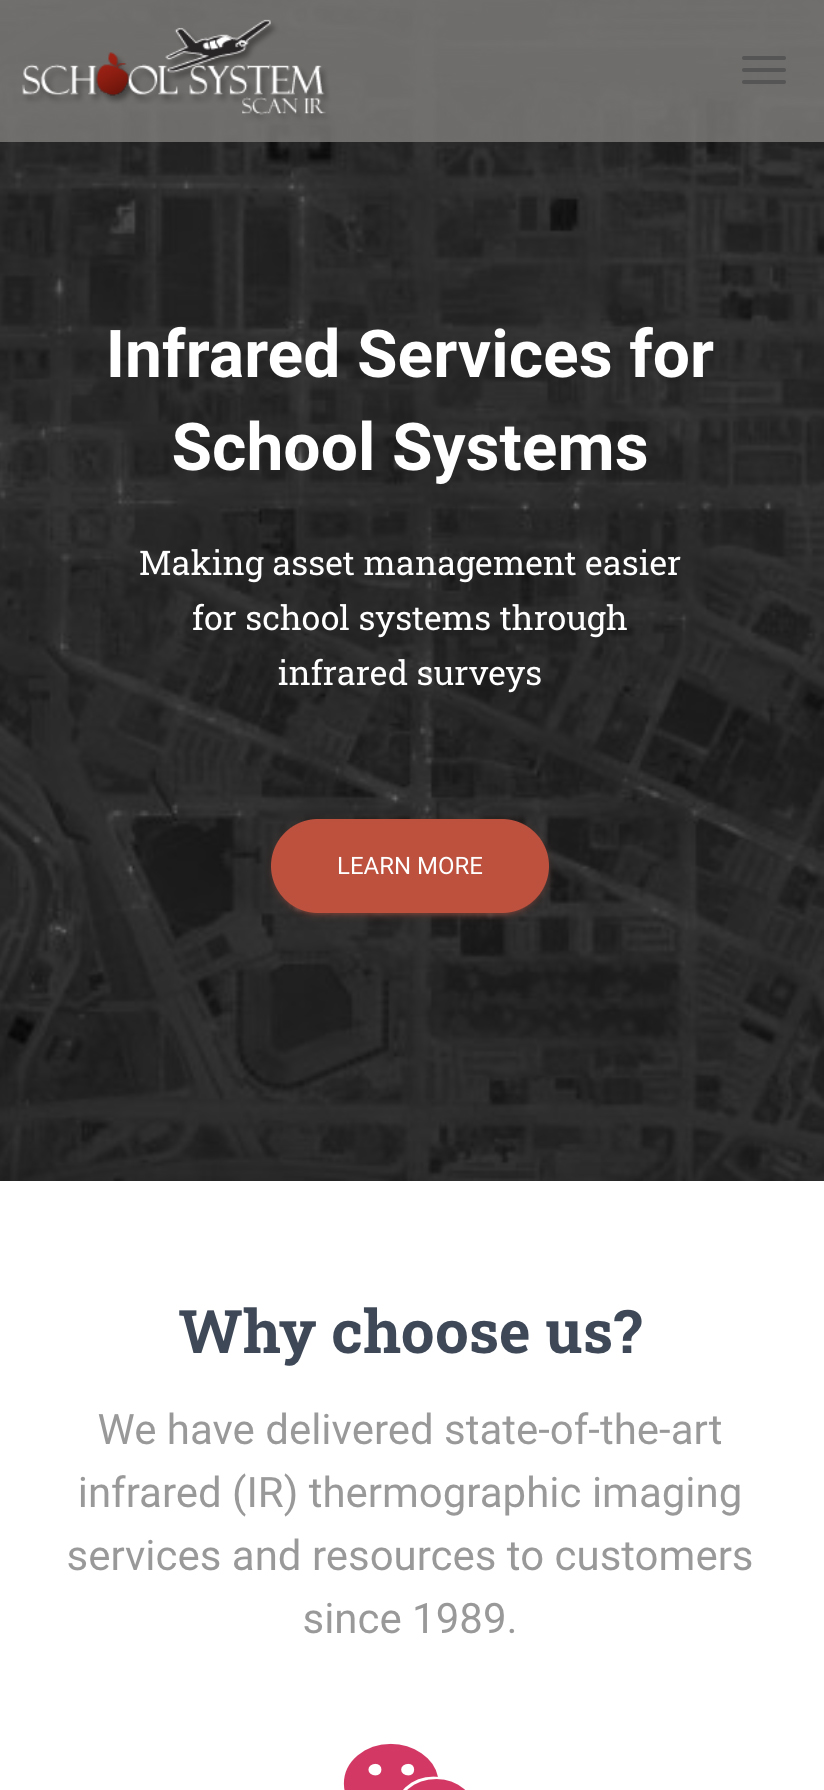 SCHOOL SYSTEM
SCAN IR
Infrared Services for
School Systems
Making asset management easier
for school systems through
infrared surveys
LEARN MORE
Why choose us?
We have delivered state-of-the-art
infrared (IR) thermographic imaging
services and resources to customers
since 1989.